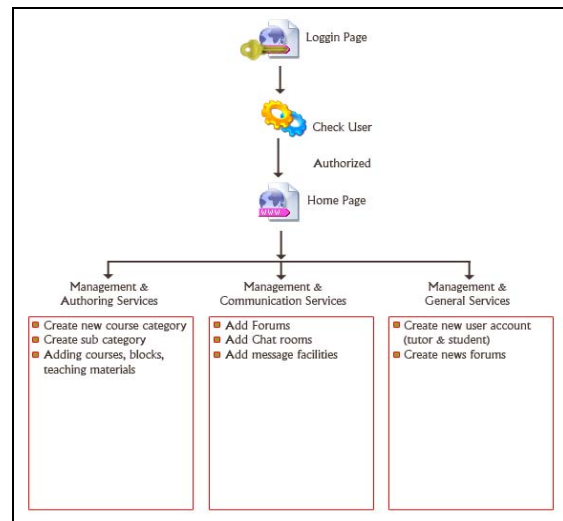 Loggin Page
Check User
Authorized
WWW
Home Page
Management &
Authoring Services
Create new course category
Create sub category
Adding courses, blocks,
teaching materials
Management &
Communication Services
Add Forums
Add Chat rooms
Add message facilities
Management &
General Services
Create new user account
(tutor & student)
Create news forums